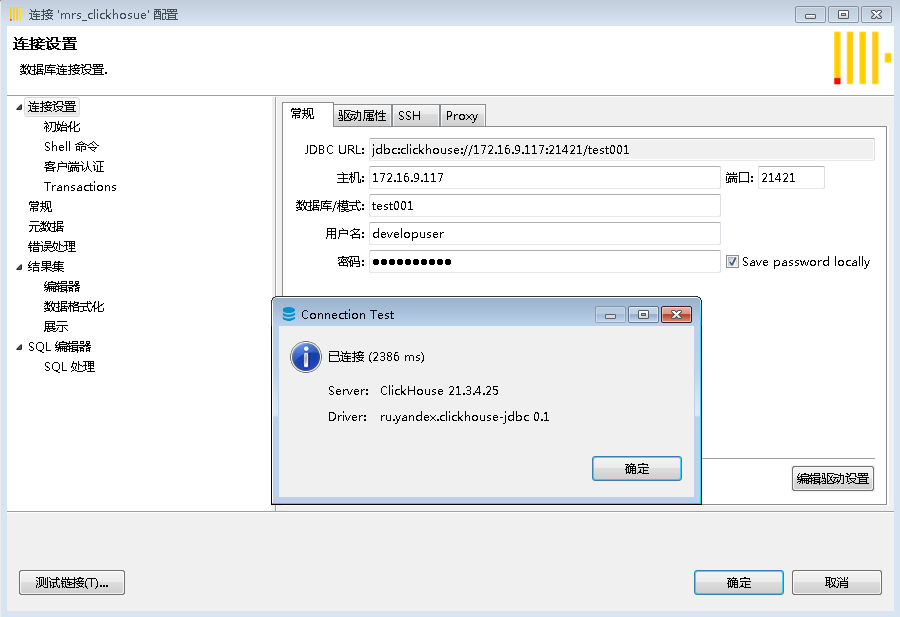 连接 'mrs_clickhosue' 配置
连接设置
数据库连接设置.
连接设置
初始化
Shell 命令
客户端认证
Transactions
常规
元数据
错误处理
结果集
编辑器
数据格式化
展示
SQL 编辑器
SQL 处理
常规 驱动属性 SSH Proxy
JDBC URL: jdbc:clickhouse://172.16.9.117:21421/test001
主机: 172.16.9.117 端口: 21421
数据库/模式: test001
用户名: developuser
密码: ●●●●●●●●●● Save password locally
Connection Test
已连接 (2386 ms)
Server: ClickHouse 21.3.4.25
Driver: ru.yandex.clickhouse-jdbc 0.1
确定
编辑驱动设置
测试链接(T)... 确定 取消